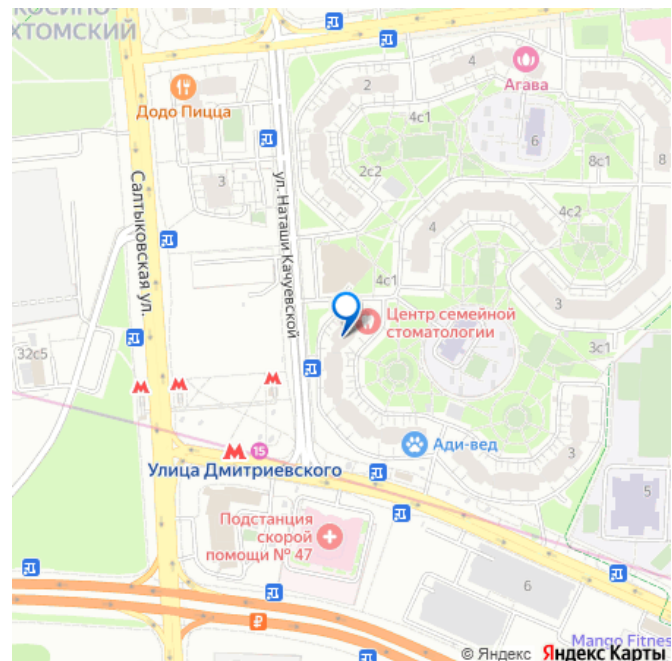 КОСИНО-
ХТОМСКИЙ
Додо Пицца
Агава
2
4
4с1
6
8с1
8
3
2с2
4
4с2
Салтыковская ул.
ул. Наташи Качуевской
4с1
Центр семейной
стоматологии
3
3с1
32с5
15
Улица Дмитриевского
Ади-вед
3
5
Подстанция
скорой
помощи № 47
6
Mango Fitnes
© Яндекс Яндекс Карты